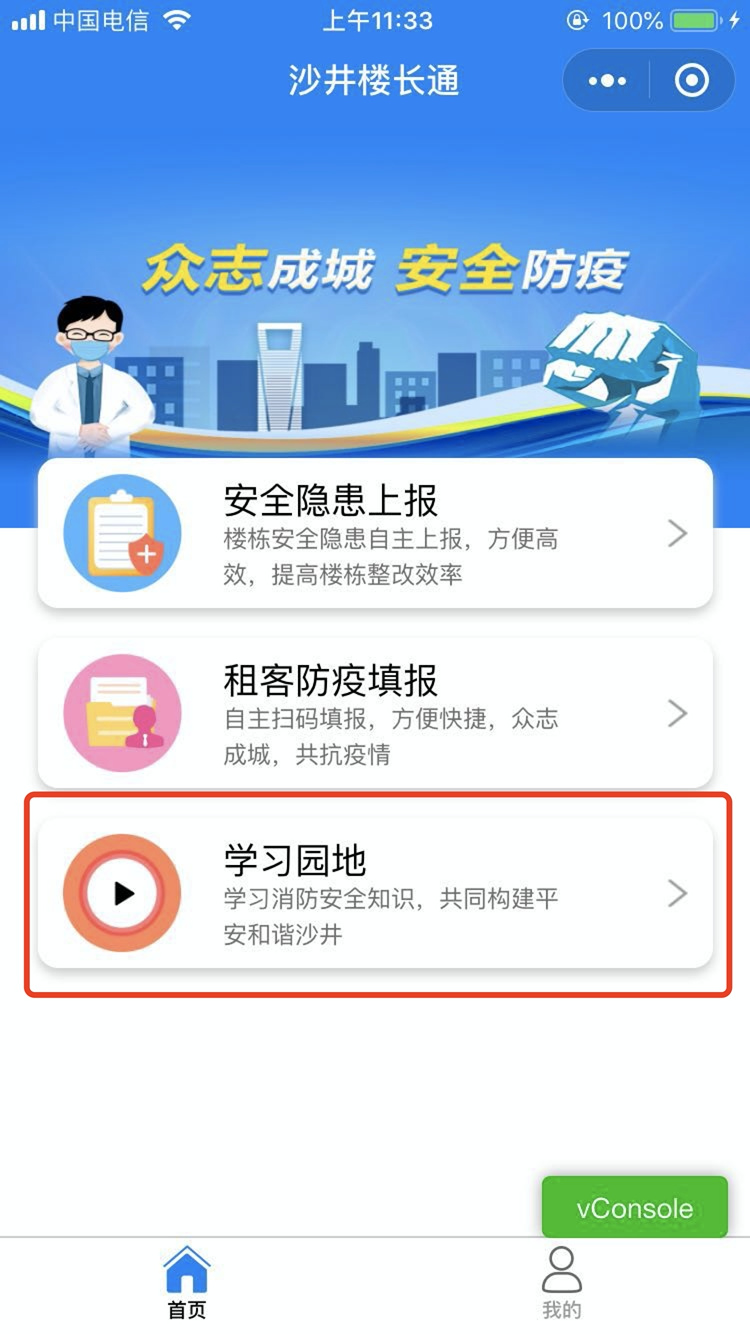 中国电信 上午11:33 100%
沙井楼长通
众志成城 安全防疫
安全隐患上报
楼栋安全隐患自主上报，方便高
效，提高楼栋整改效率
租客防疫填报
自主扫码填报，方便快捷，众志
成城，共抗疫情
学习园地
学习消防安全知识，共同构建平
安和谐沙井
vConsole
首页 我的